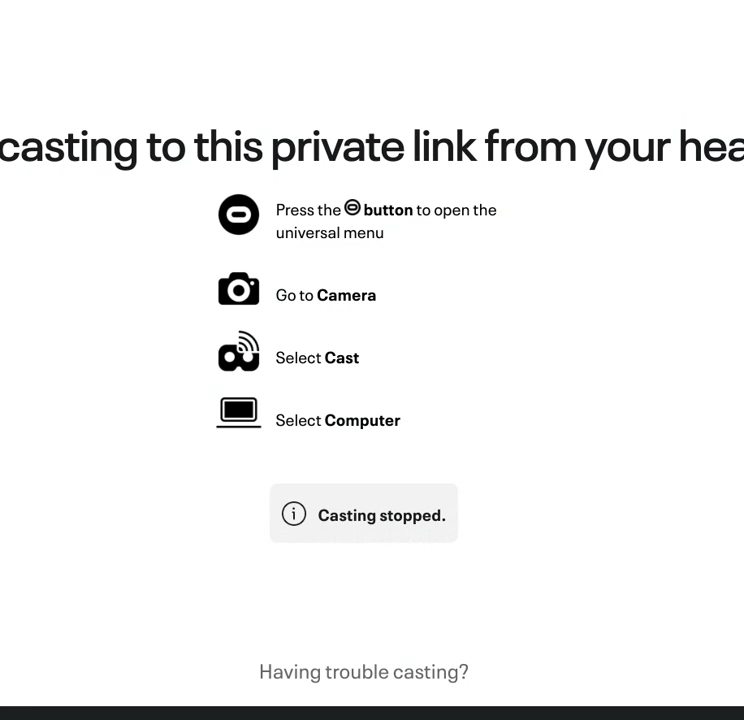 casting to this private link from your hea
Press the button to open the
universal menu
Go to Camera
Select Cast
Select Computer
Casting stopped.
Having trouble casting?